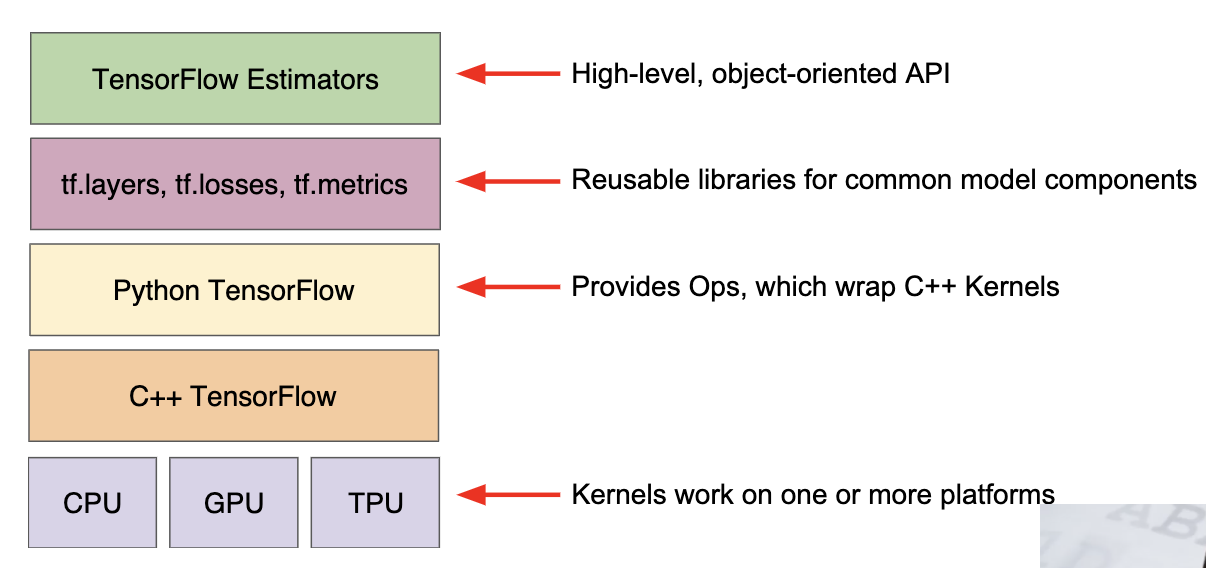 TensorFlow Estimators
High-level, object-oriented API
tf.layers, tf.losses, tf.metrics
Reusable libraries for common model components
Python TensorFlow
Provides Ops, which wrap C++ Kernels
C++ TensorFlow
CPU
GPU
TPU
Kernels work on one or more platforms